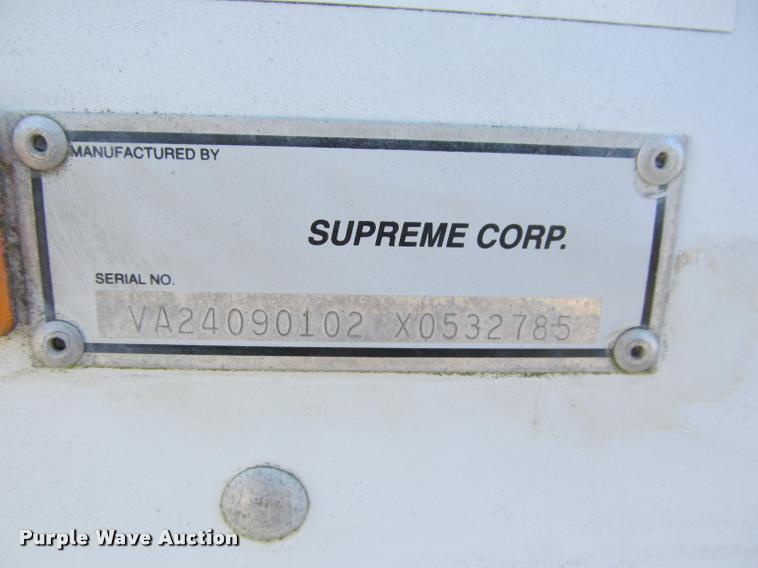 MANUFACTURED BY
SUPREME CORP.
SERIAL NO.
VA24090102 X0532785
Purple Wave Auction